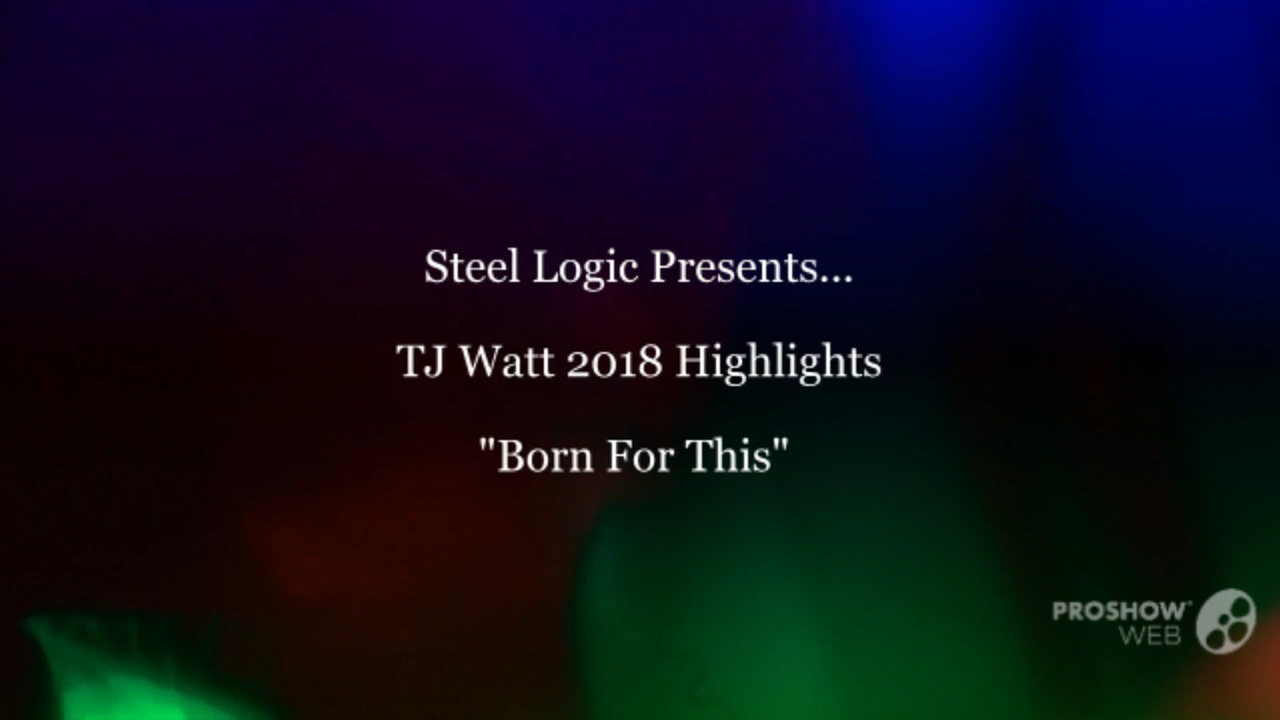 Steel Logic Presents...
TJ Watt 2018 Highlights
"Born For This"
PROSHOW
WEB